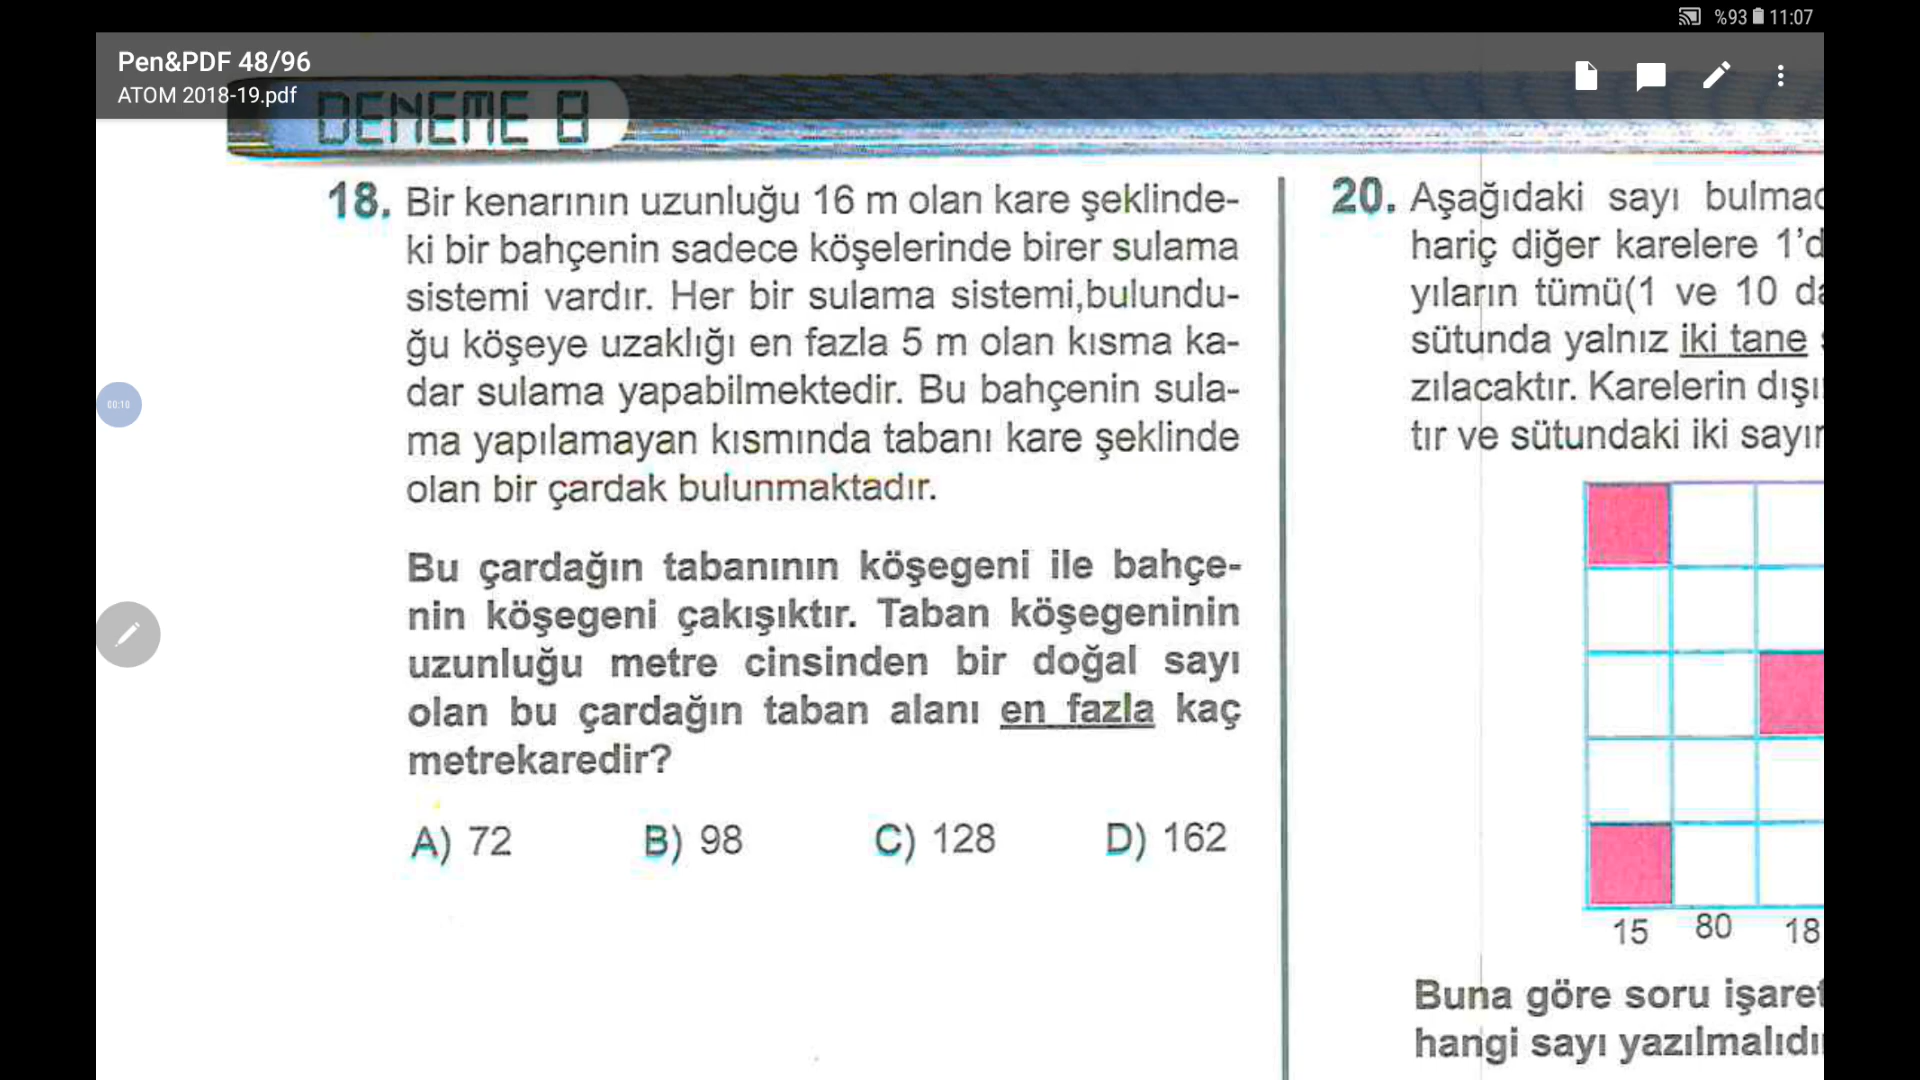 %93 11:07
Pen&PDF 48/96
ATOM 2018-19.pdf
DENEME 8
00:10
18. Bir kenarının uzunluğu 16 m olan kare şeklinde-
ki bir bahçenin sadece köşelerinde birer sulama
sistemi vardır. Her bir sulama sistemi,bulundu-
ğu köşeye uzaklığı en fazla 5 m olan kısma ka-
dar sulama yapabilmektedir. Bu bahçenin sula-
ma yapılamayan kısmında tabanı kare şeklinde
olan bir çardak bulunmaktadır.
Bu çardağın tabanının köşegeni ile bahçe-
nin köşegeni çakışıktır. Taban köşegeninin
uzunluğu metre cinsinden bir doğal sayı
olan bu çardağın taban alanı en fazla kaç
metrekaredir?
A) 72 B) 98 C) 128 D) 162
20. Aşağıdaki sayı
hariç diğer karelere
yıların tümü(1 ve 10
sütunda yalnız iki tane
zılacaktır. Karelerin
tır ve sütundaki iki
15 80 18
Buna göre soru
hangi sayı